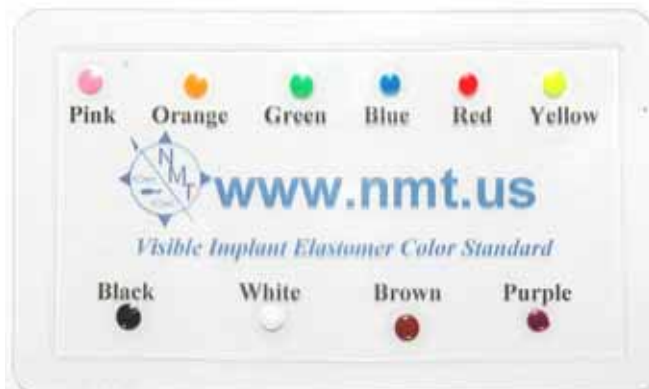 Pink Orange Green Blue Red Yellow
NMT
www.nmt.us
Visible Implant Elastomer Color Standard
Black White Brown Purple